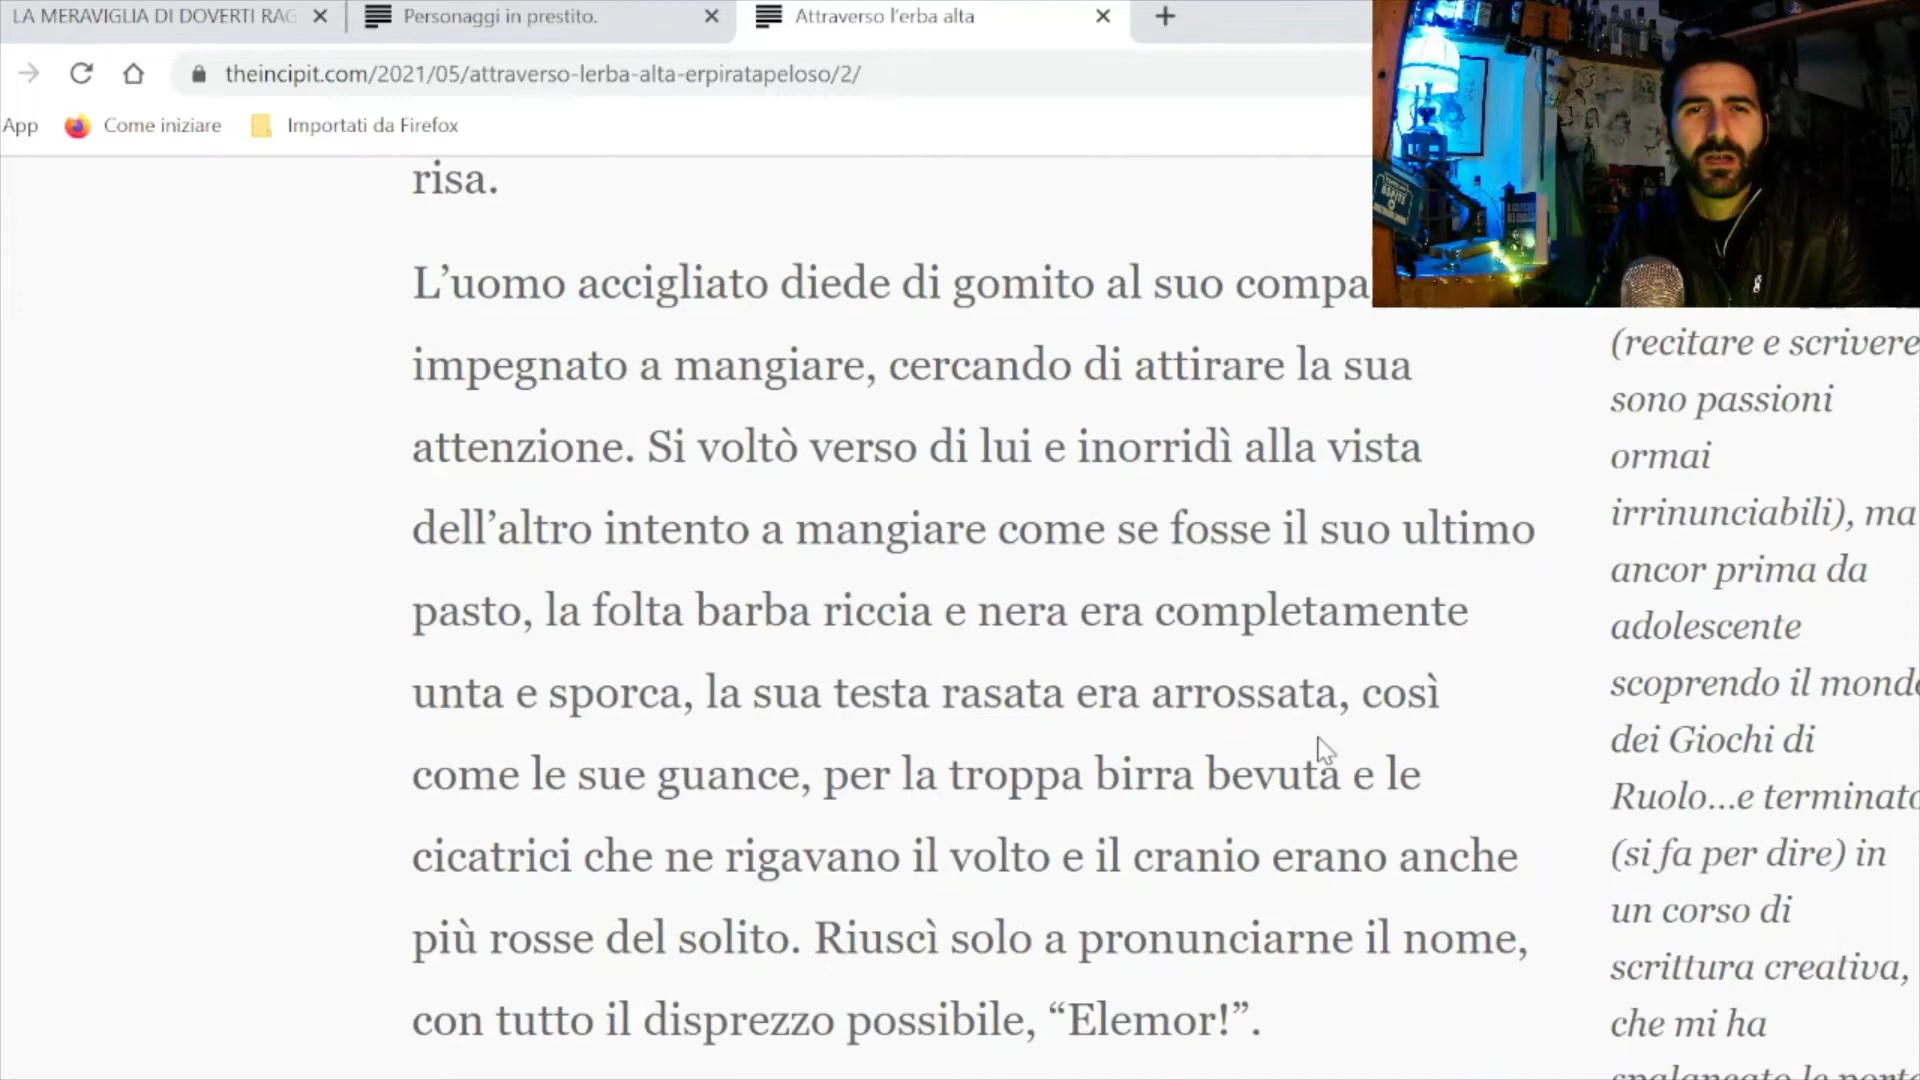 LA MERAVIGLIA DI DOVERTI RAG
Personaggi in prestito.
Attraverso l'erba alta
theincipit.com/2021/05/attraverso-lerba-alta-erpiratapeloso/2/
App
Come iniziare
Importati da Firefox
risa.
L’uomo accigliato diede di gomito al suo compa
impegnato a mangiare, cercando di attirare la sua
attenzione. Si voltò verso di lui e inorridì alla vista
dell’altro intento a mangiare come se fosse il suo ultimo
pasto, la folta barba riccia e nera era completamente
unta e sporca, la sua testa rasata era arrossata, così
come le sue guance, per la troppa birra bevuta e le
cicatrici che ne rigavano il volto e il cranio erano anche
più rosse del solito. Riuscì solo a pronunciarne il nome,
con tutto il disprezzo possibile, “Elemor!”.
(recitare e scrivere
sono passioni
ormai
irrinunciabili), ma
ancor prima da
adolescente
scoprendo il mondo
dei Giochi di
Ruolo…e terminato
(si fa per dire) in
un corso di
scrittura creativa,
che mi ha
spalancato le porte